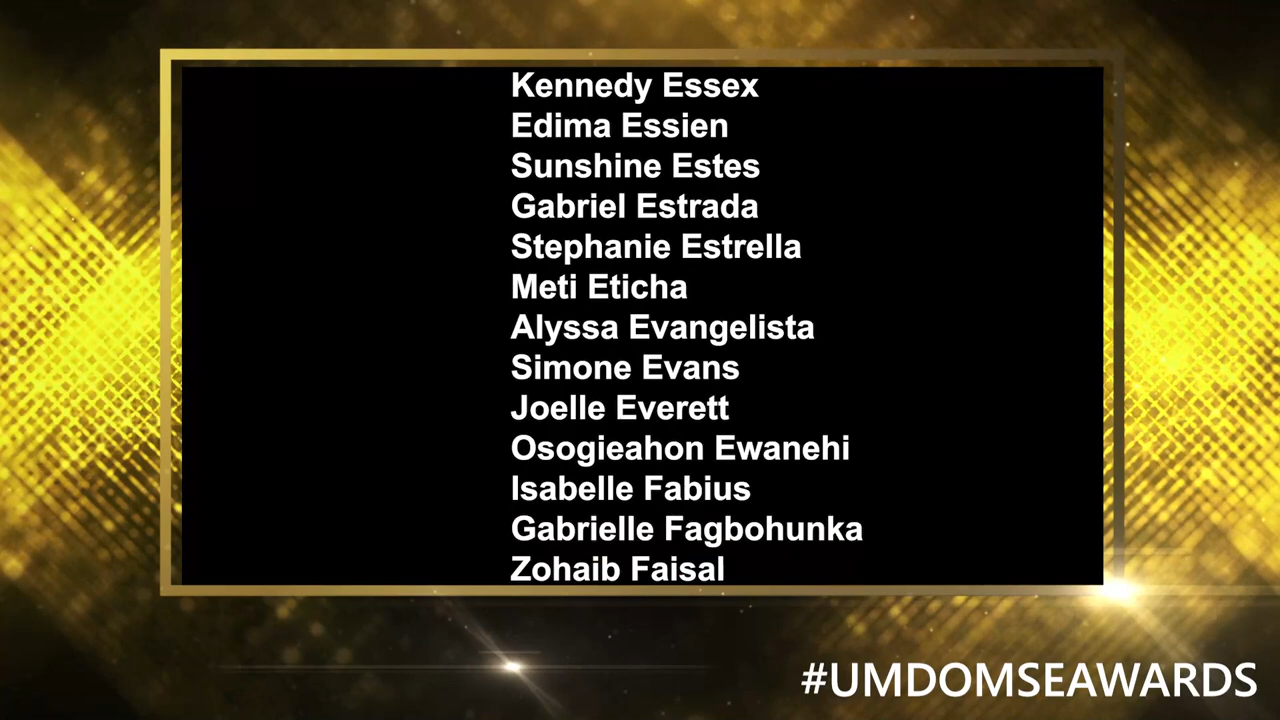 Kennedy Essex
Edima Essien
Sunshine Estes
Gabriel Estrada
Stephanie Estrella
Meti Eticha
Alyssa Evangelista
Simone Evans
Joelle Everett
Osogieahon Ewanehi
Isabelle Fabius
Gabrielle Fagbohunka
Zohaib Faisal
#UMDOMSEAWARDS